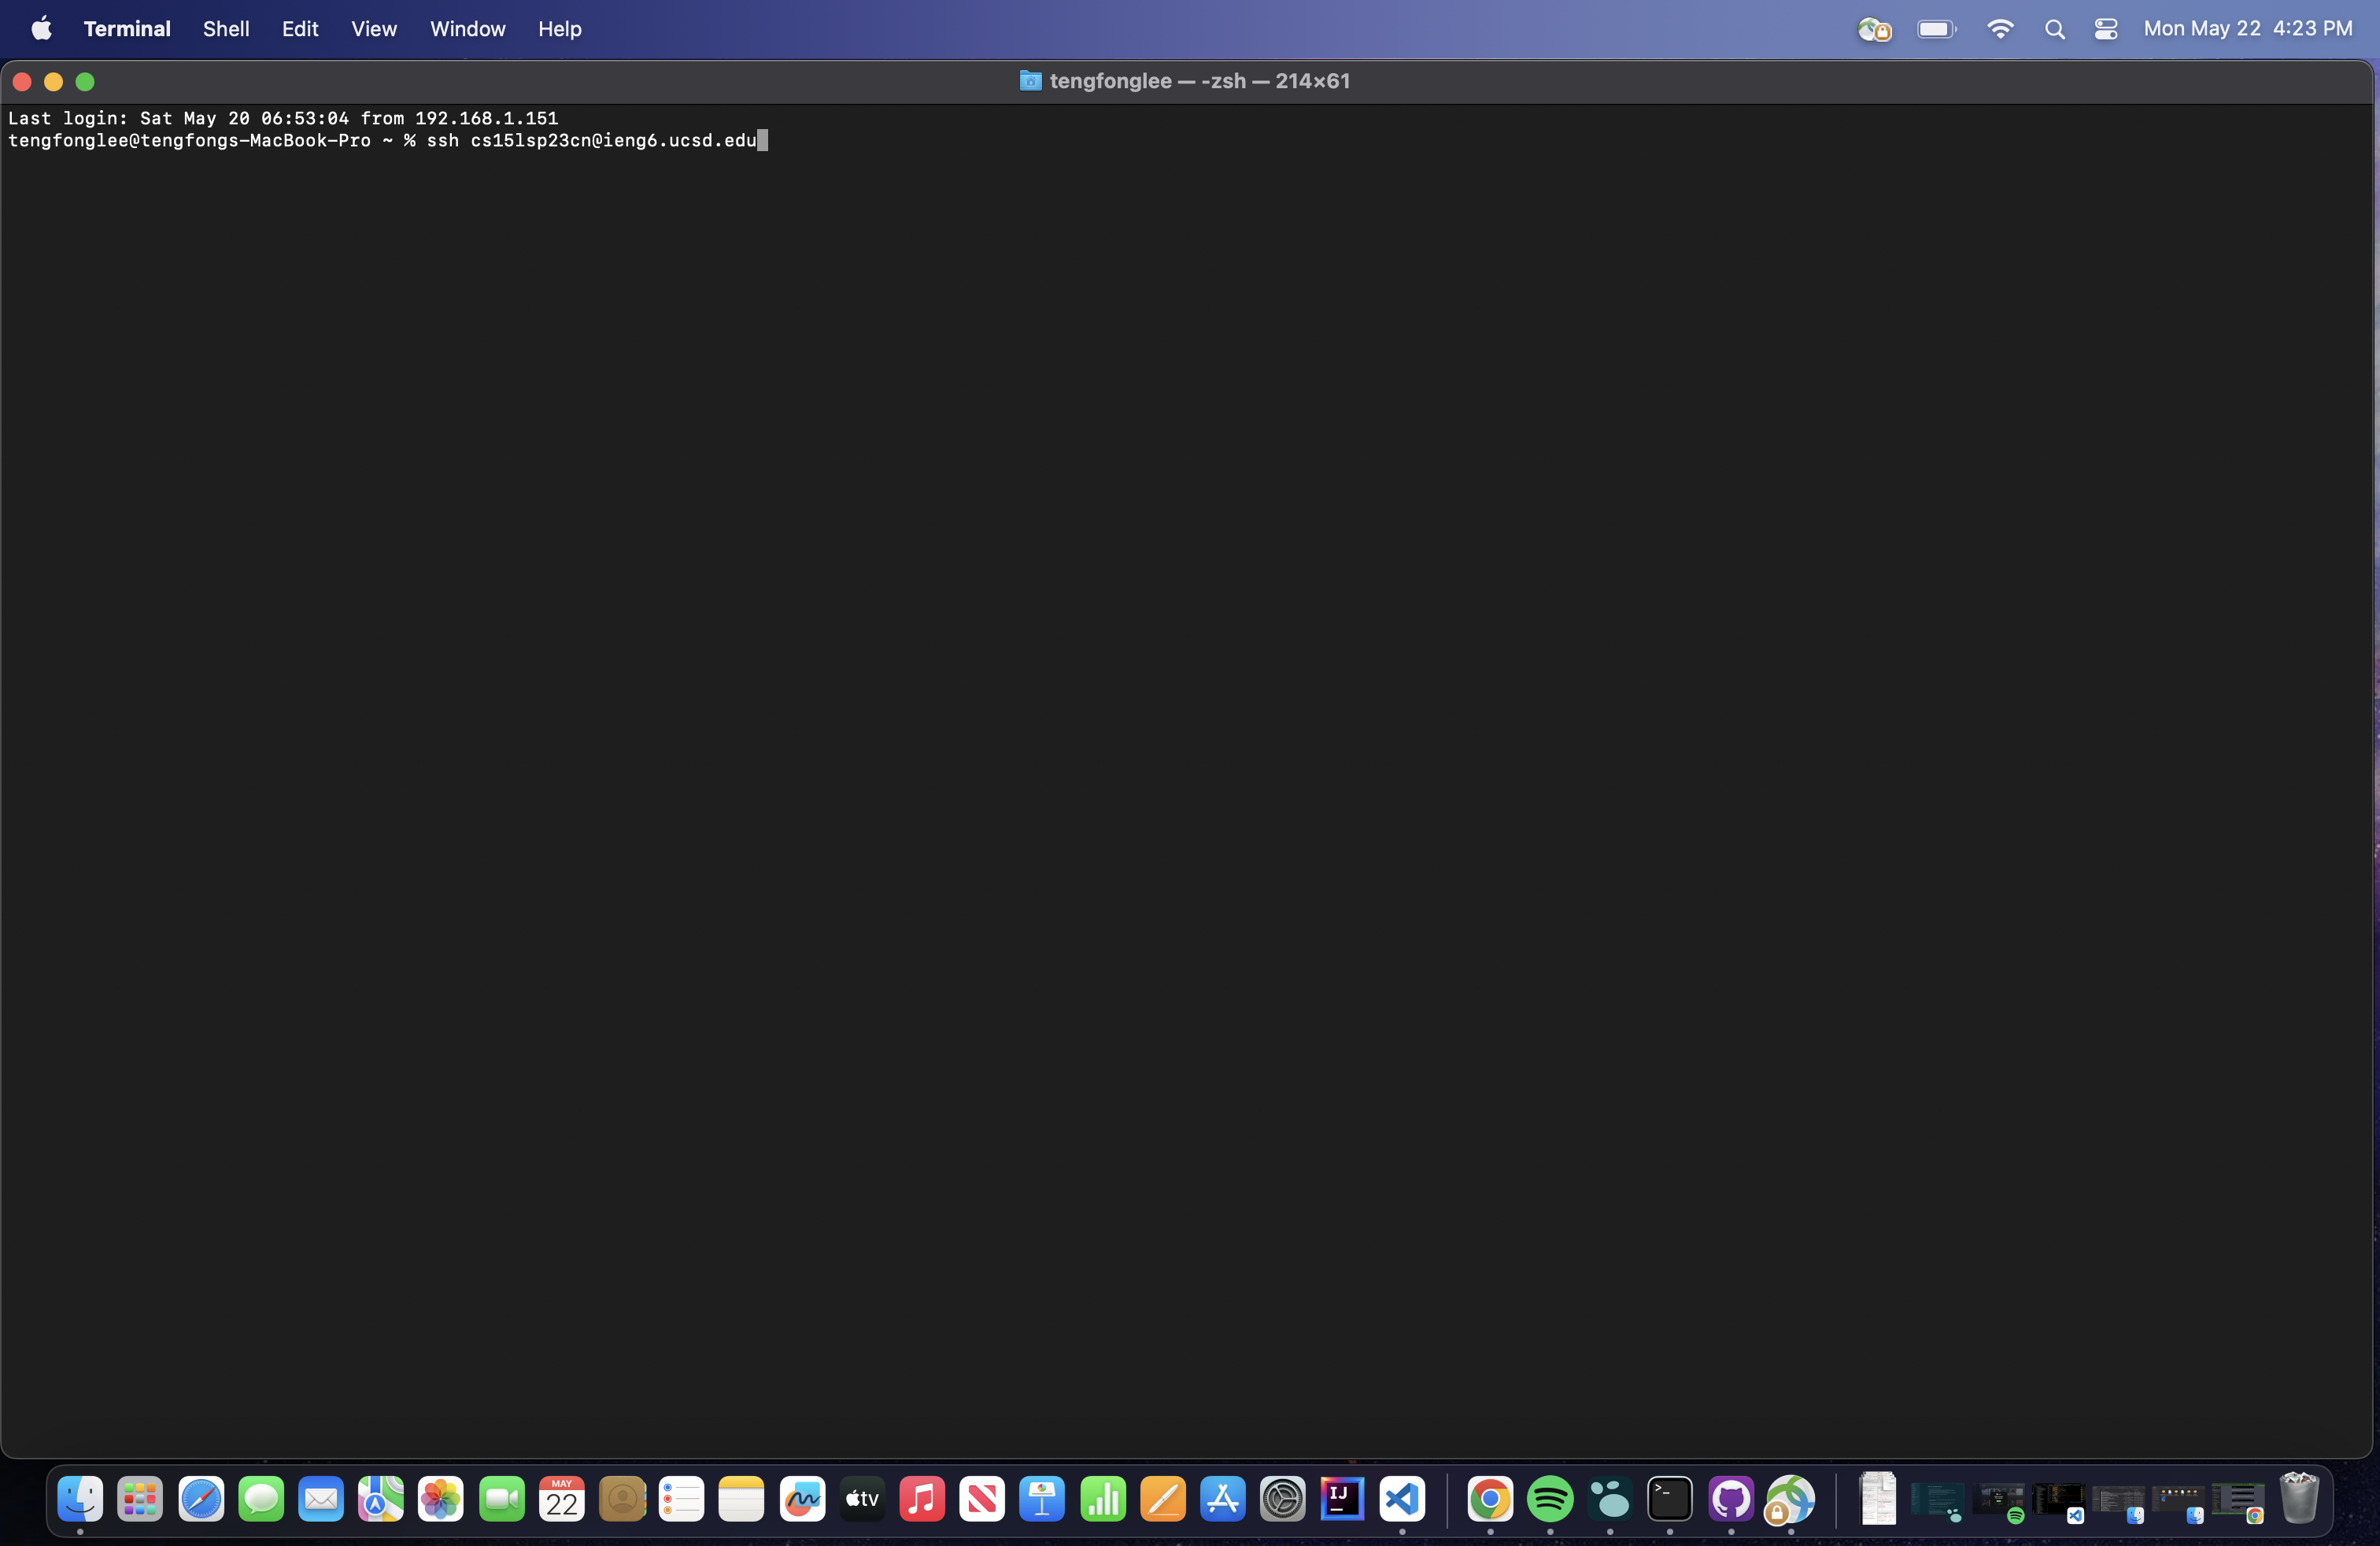 Terminal Shell Edit View Window Help Mon May 22 4:23 PM
tengfonglee — -zsh — 214×61
Last login: Sat May 20 06:53:04 from 192.168.1.151
tengfonglee@tengfongs-MacBook-Pro ~ % ssh cs15lsp23cn@ieng6.ucsd.edu
MAY
22
tv
IJ
>_